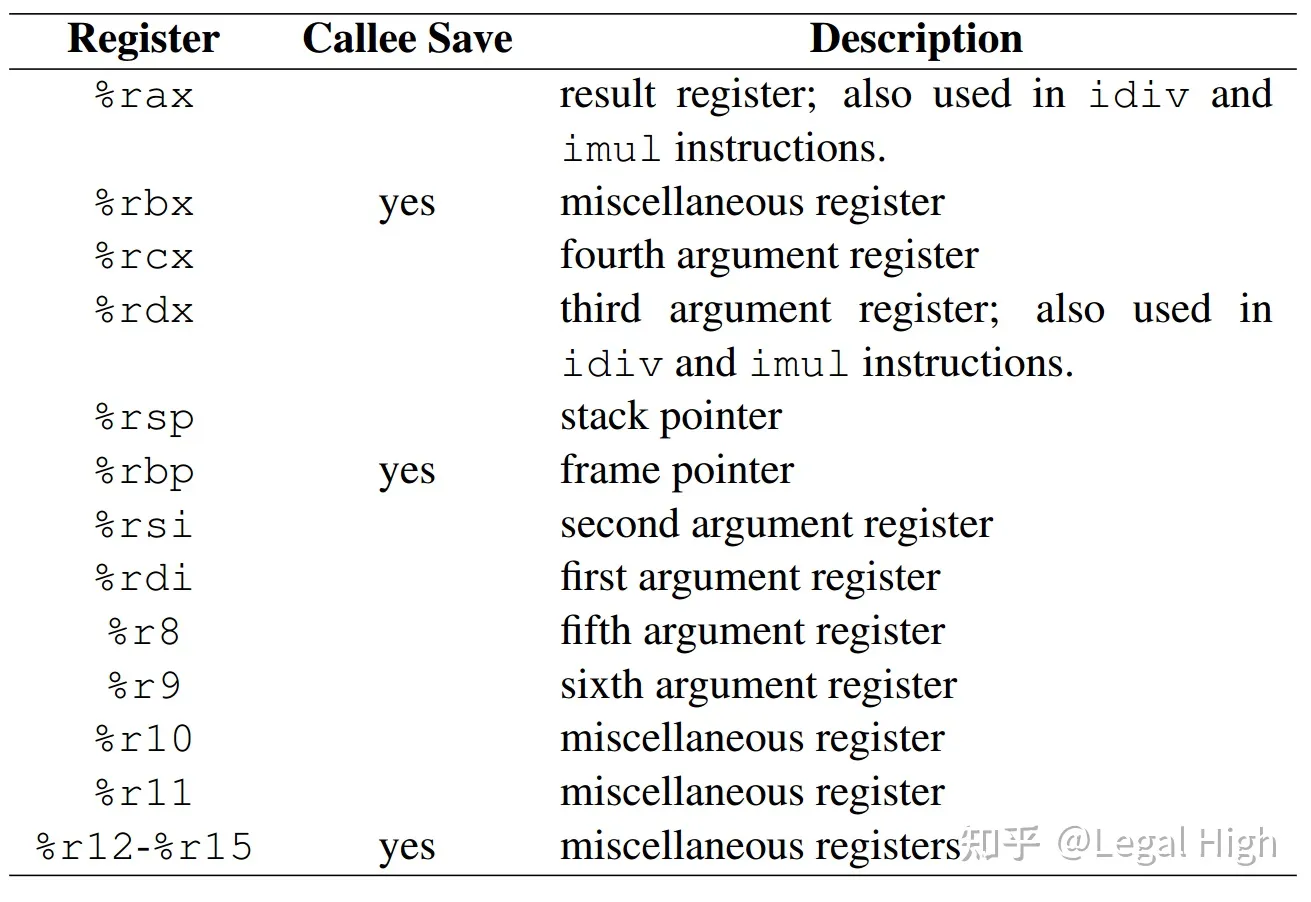 Register Callee Save Description
%rax result register; also used in idiv and
imul instructions.
%rbx yes miscellaneous register
%rcx fourth argument register
%rdx third argument register; also used in
idiv and imul instructions.
%rsp stack pointer
%rbp yes frame pointer
%rsi second argument register
%rdi first argument register
%r8 fifth argument register
%r9 sixth argument register
%r10 miscellaneous register
%r11 miscellaneous register
%r12-%r15 yes miscellaneous registers
知乎 @Legal High